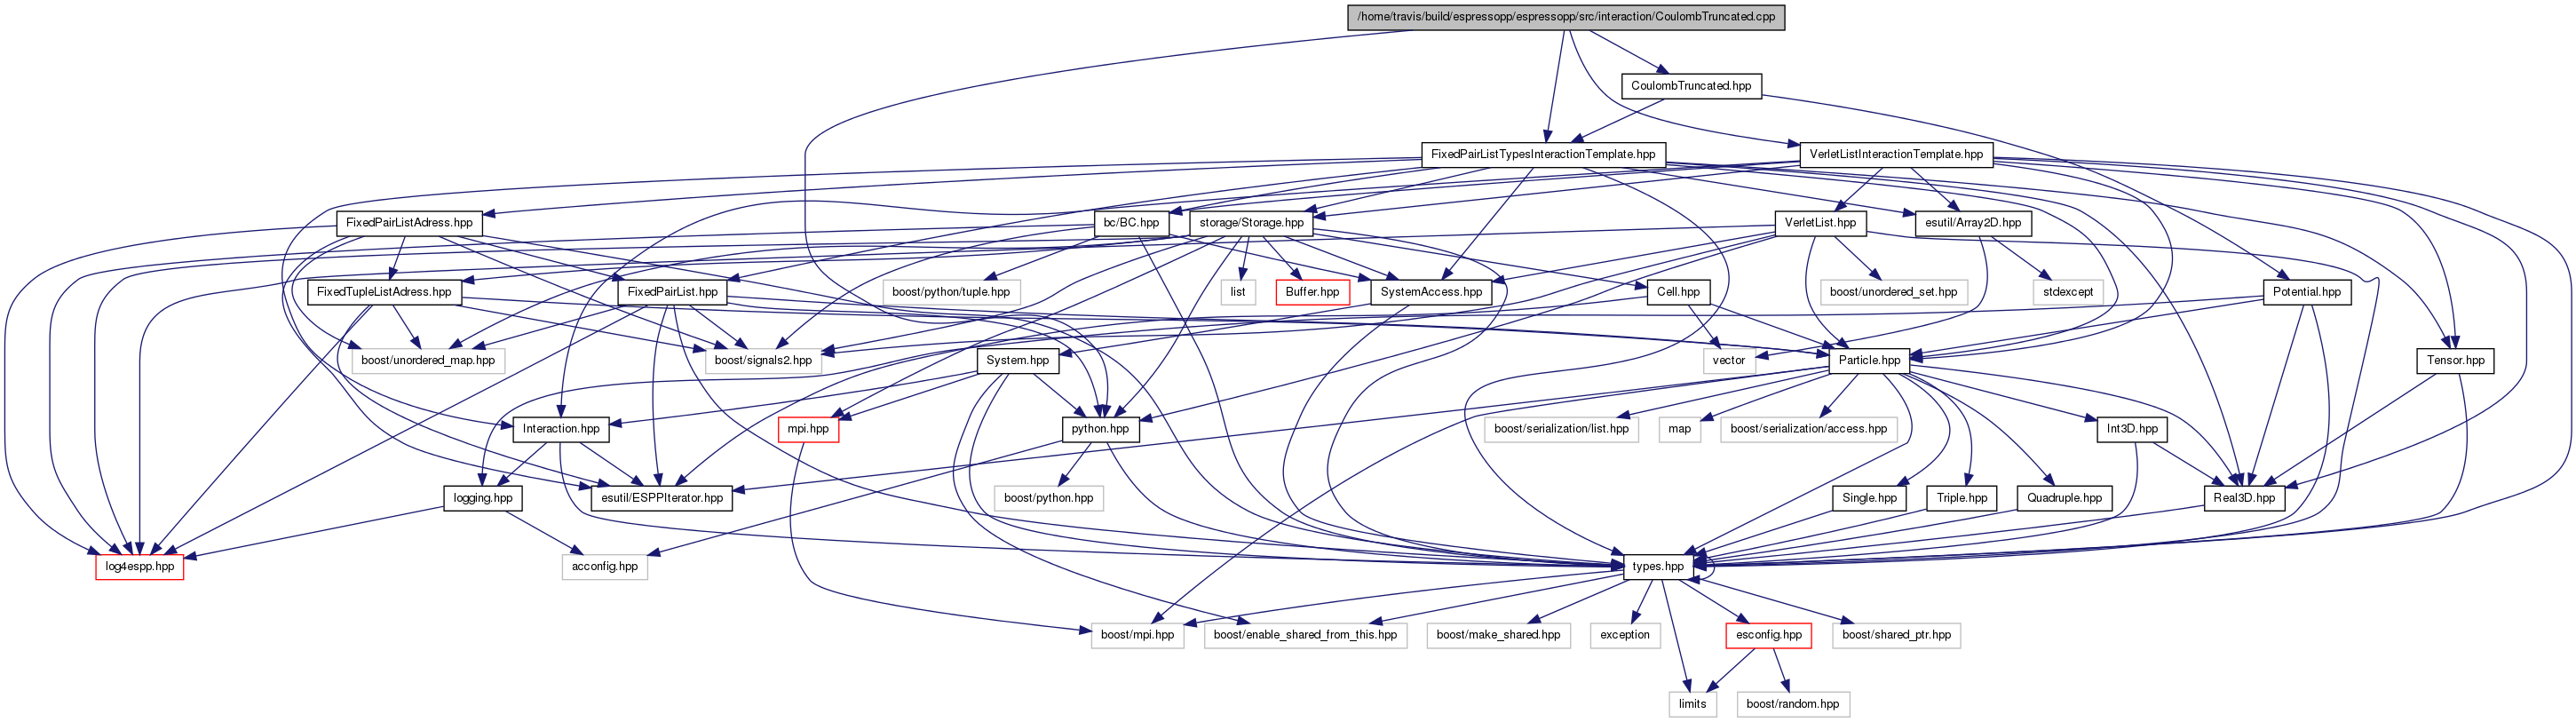 /home/travis/build/espressopp/espressopp/src/interaction/CoulombTruncated.cpp
CoulombTruncated.hpp
FixedPairListTypesInteractionTemplate.hpp
VerletListInteractionTemplate.hpp
FixedPairListAdress.hpp
bc/BC.hpp
storage/Storage.hpp
VerletList.hpp
esutil/Array2D.hpp
FixedTupleListAdress.hpp
FixedPairList.hpp
boost/python/tuple.hpp
list
Buffer.hpp
SystemAccess.hpp
Cell.hpp
boost/unordered_set.hpp
stdexcept
Potential.hpp
boost/unordered_map.hpp
boost/signals2.hpp
System.hpp
vector
Particle.hpp
Tensor.hpp
Interaction.hpp
mpi.hpp
python.hpp
boost/serialization/list.hpp
map
boost/serialization/access.hpp
Int3D.hpp
logging.hpp
esutil/ESPPIterator.hpp
boost/python.hpp
Single.hpp
Triple.hpp
Quadruple.hpp
Real3D.hpp
log4espp.hpp
acconfig.hpp
types.hpp
boost/mpi.hpp
boost/enable_shared_from_this.hpp
boost/make_shared.hpp
exception
esconfig.hpp
boost/shared_ptr.hpp
limits
boost/random.hpp